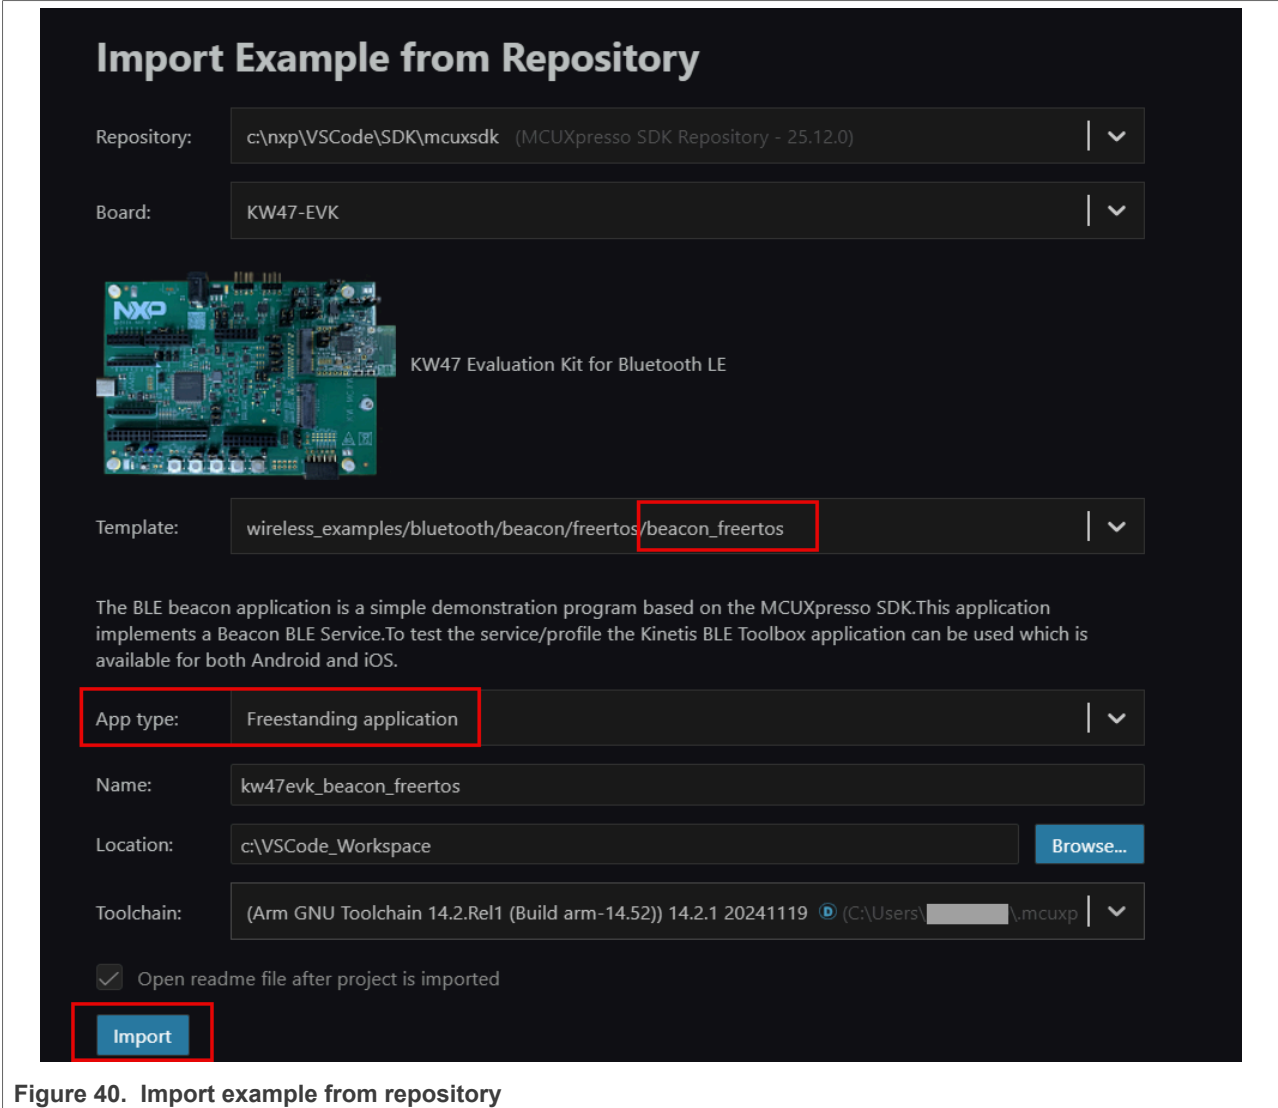 Import Example from Repository
Repository: c:\nxp\VSCode\SDK\mcuxsdk (MCUXpresso SDK Repository - 25.12.0)
Board: KW47-EVK
NXP
KW47 Evaluation Kit for Bluetooth LE
Template: wireless_examples/bluetooth/beacon/freertos/beacon_freertos
The BLE beacon application is a simple demonstration program based on the MCUXpresso SDK.This application
implements a Beacon BLE Service.To test the service/profile the Kinetis BLE Toolbox application can be used which is
available for both Android and iOS.
App type: Freestanding application
Name: kw47evk_beacon_freertos
Location: c:\VSCode_Workspace Browse...
Toolchain: (Arm GNU Toolchain 14.2.Rel1 (Build arm-14.52)) 14.2.1 20241119 D (C:\Users\ \.mcuxp
Open readme file after project is imported
Import
Figure 40. Import example from repository